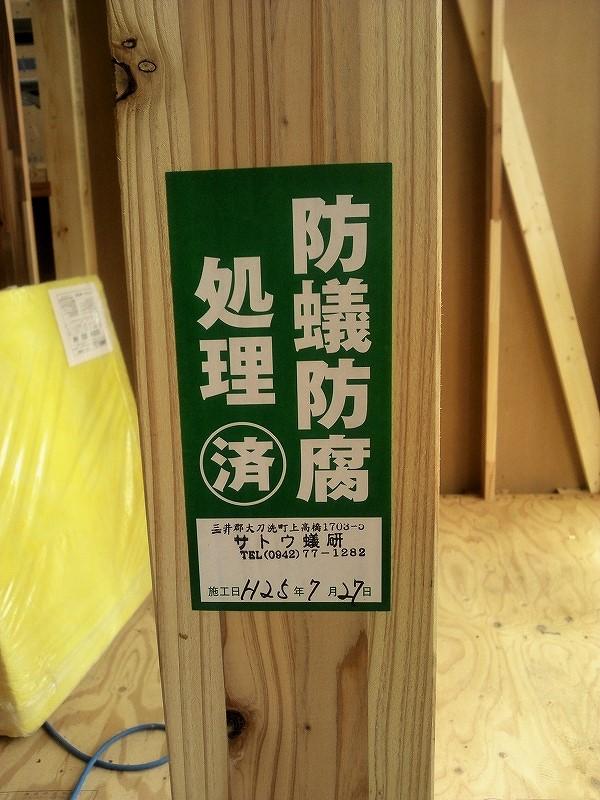 防蟻防腐
処理済
三井郡大刀洗町上高橋1703-5
サトウ蟻研
TEL(0942)77-1282
施工日H25年7月27日